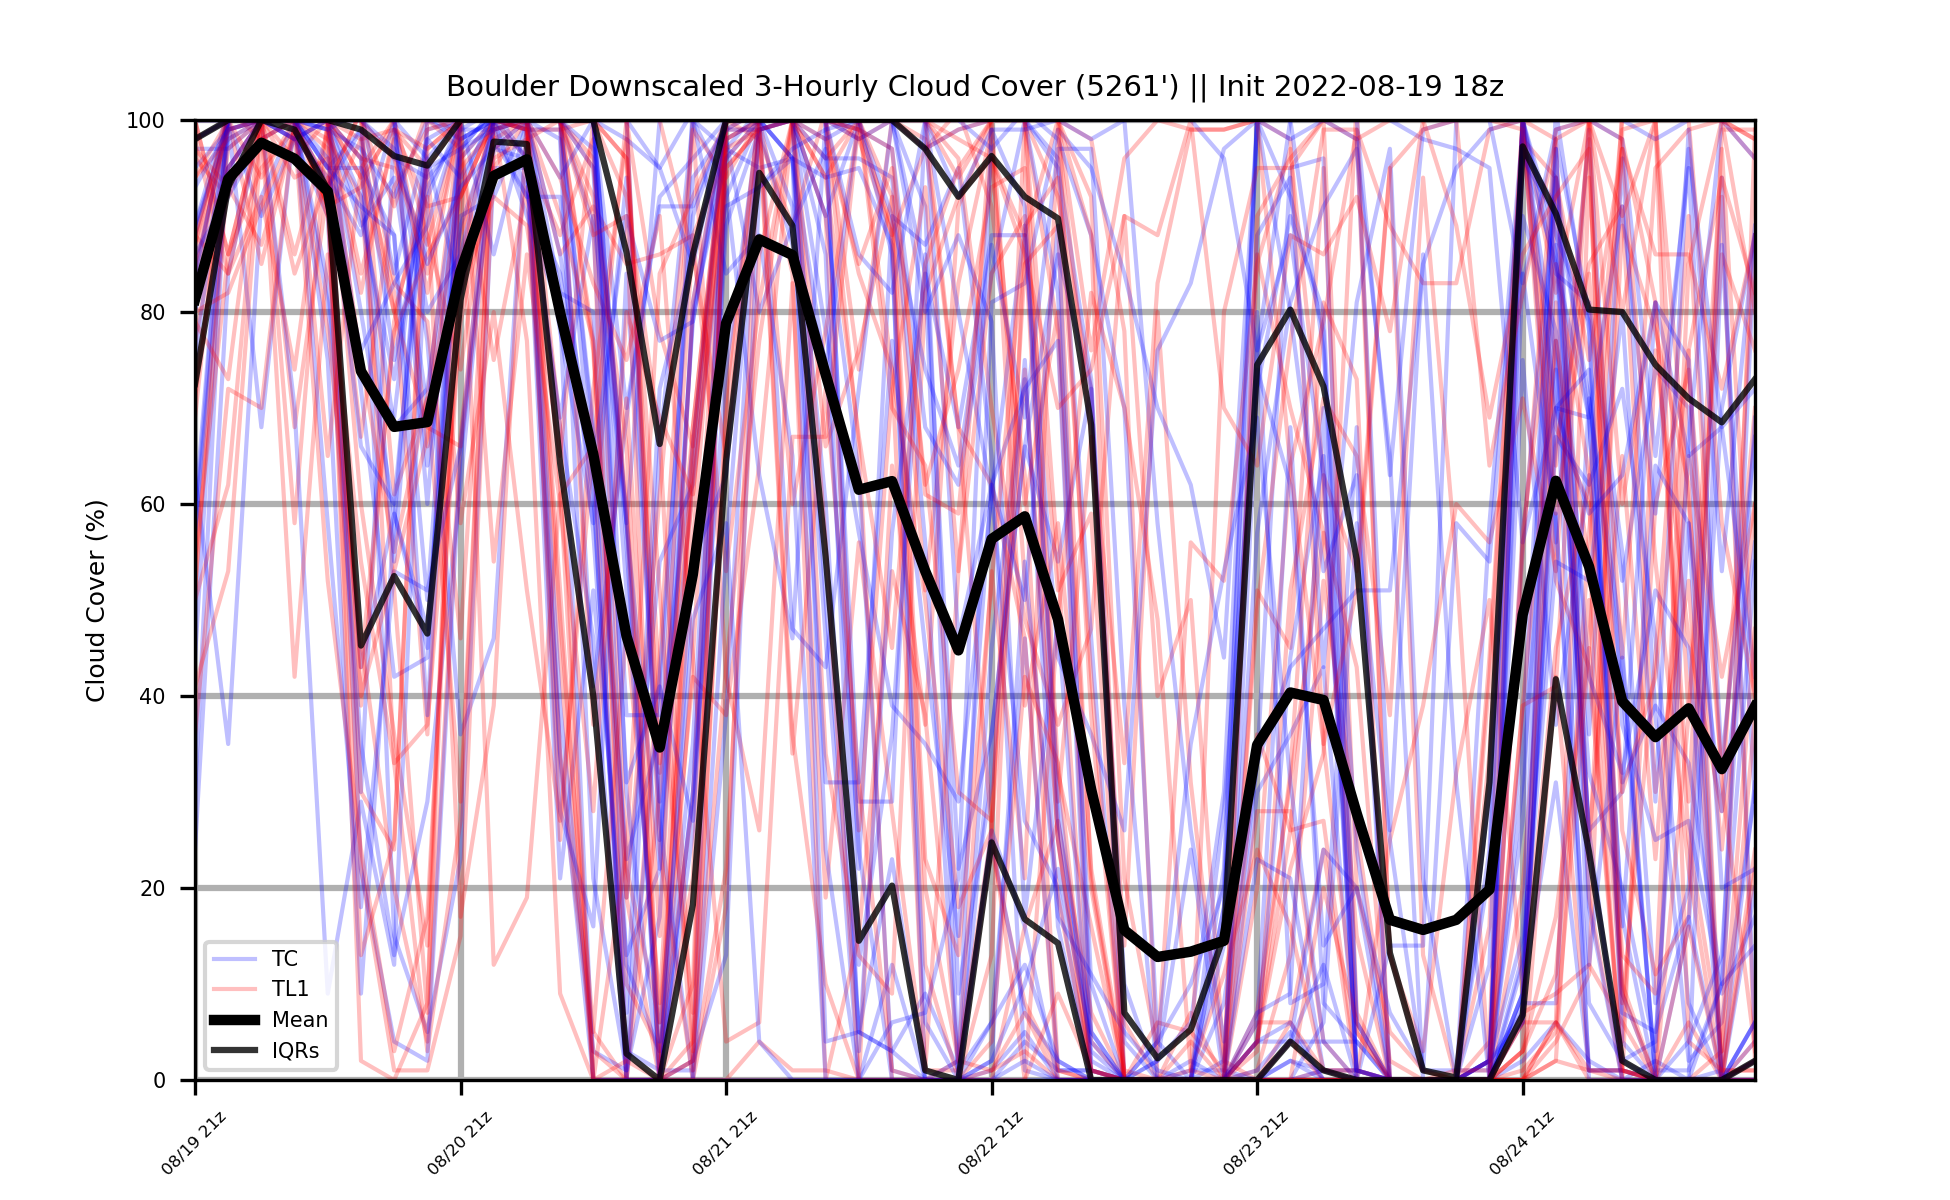 Boulder Downscaled 3-Hourly Cloud Cover (5261') || Init 2022-08-19 18z
Cloud Cover (%)
100
80
60
40
20
0
TC
TL1
Mean
IQRs
08/19 21z
08/20 21z
08/21 21z
08/22 21z
08/23 21z
08/24 21z